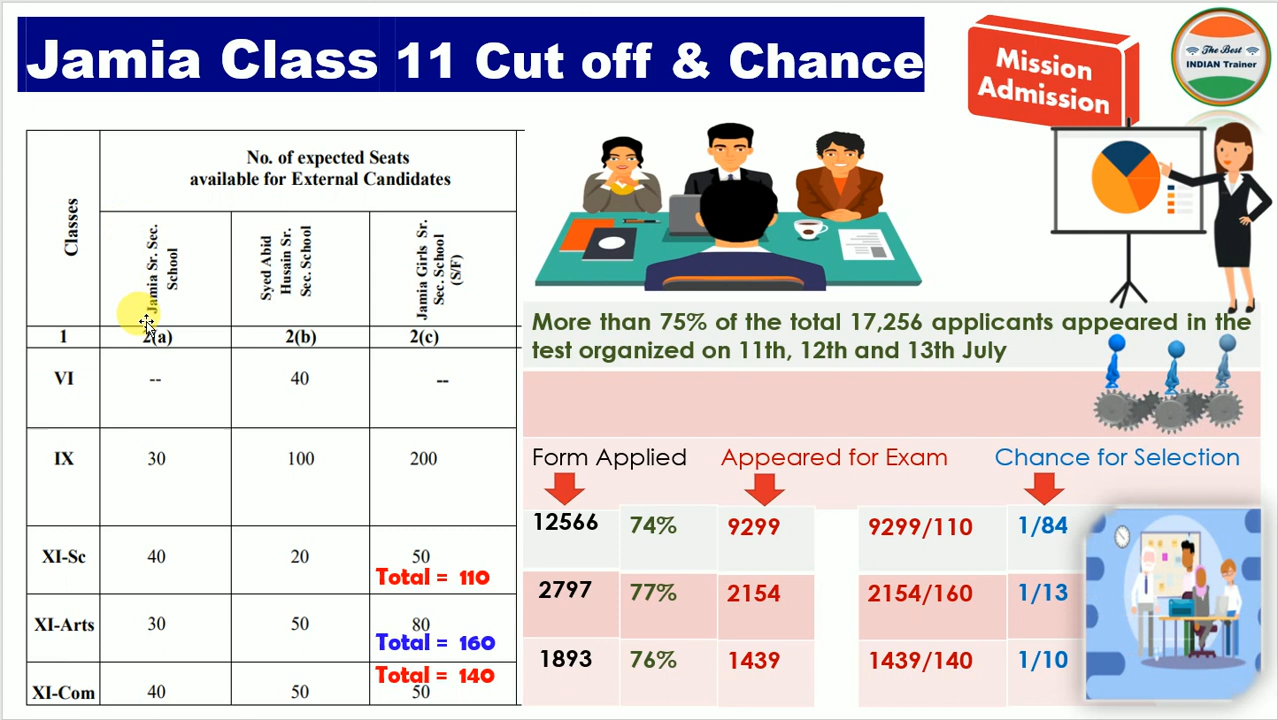 Jamia Class 11 Cut off & Chance
Mission
Admission
The Best
INDIAN Trainer
Classes
No. of expected Seats
available for External Candidates
Jamia Sr. Sec.
School
Syed Abid
Husain Sr.
Sec. School
Jamia Girls Sr.
Sec. School
(S/F)
1 2(a) 2(b) 2(c)
VI -- 40 --
IX 30 100 200
XI-Sc 40 20 50
Total = 110
XI-Arts 30 50 80
Total = 160
Total = 140
XI-Com 40 50 50
More than 75% of the total 17,256 applicants appeared in the
test organized on 11th, 12th and 13th July
Form Applied Appeared for Exam Chance for Selection
12566 74% 9299 9299/110 1/84
2797 77% 2154 2154/160 1/13
1893 76% 1439 1439/140 1/10